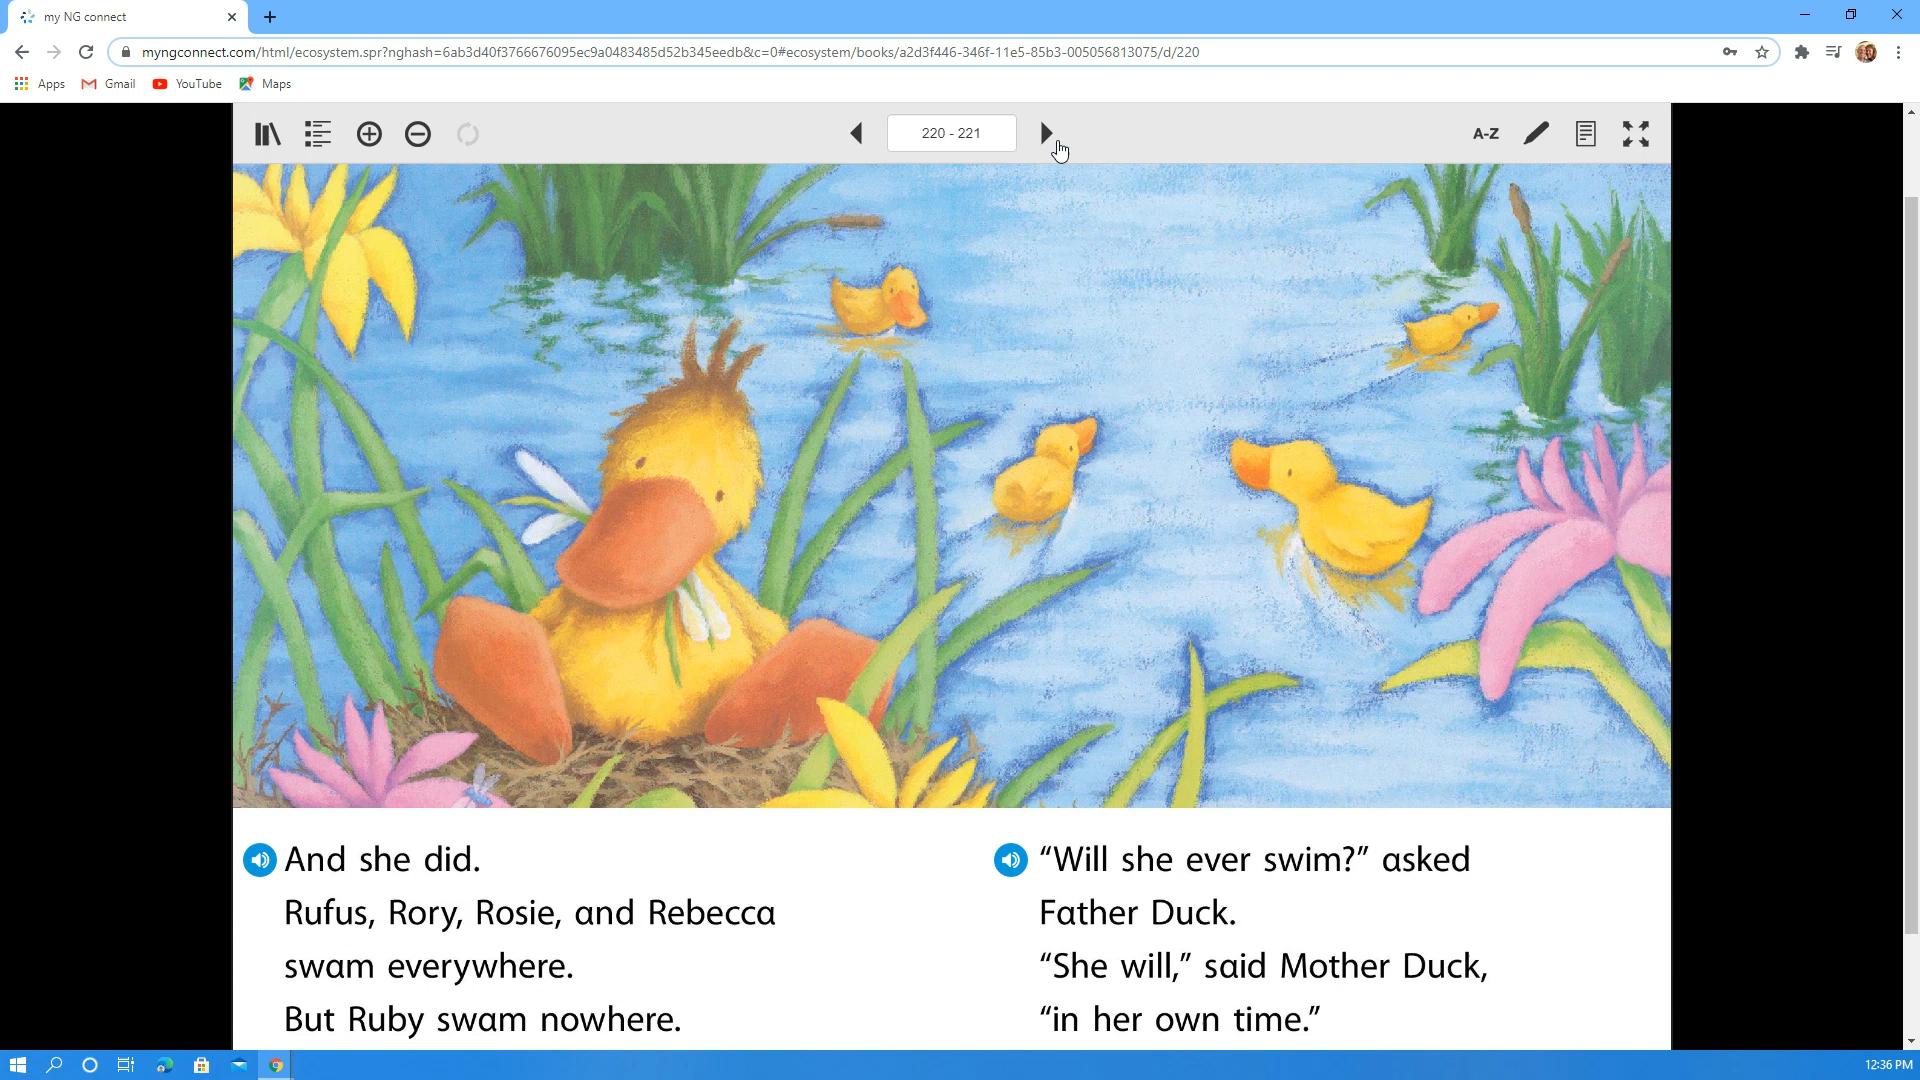 my NG connect
myngconnect.com/html/ecosystem.spr?nghash=6ab3d40f3766676095ec9a0483485d52b345eedb&c=0#ecosystem/books/a2d3f446-346f-11e5-85b3-005056813075/d/220
Apps Gmail YouTube Maps
220 - 221
A-Z
And she did.
Rufus, Rory, Rosie, and Rebecca
swam everywhere.
But Ruby swam nowhere.
“Will she ever swim?” asked
Father Duck.
“She will,” said Mother Duck,
“in her own time.”
12:36 PM